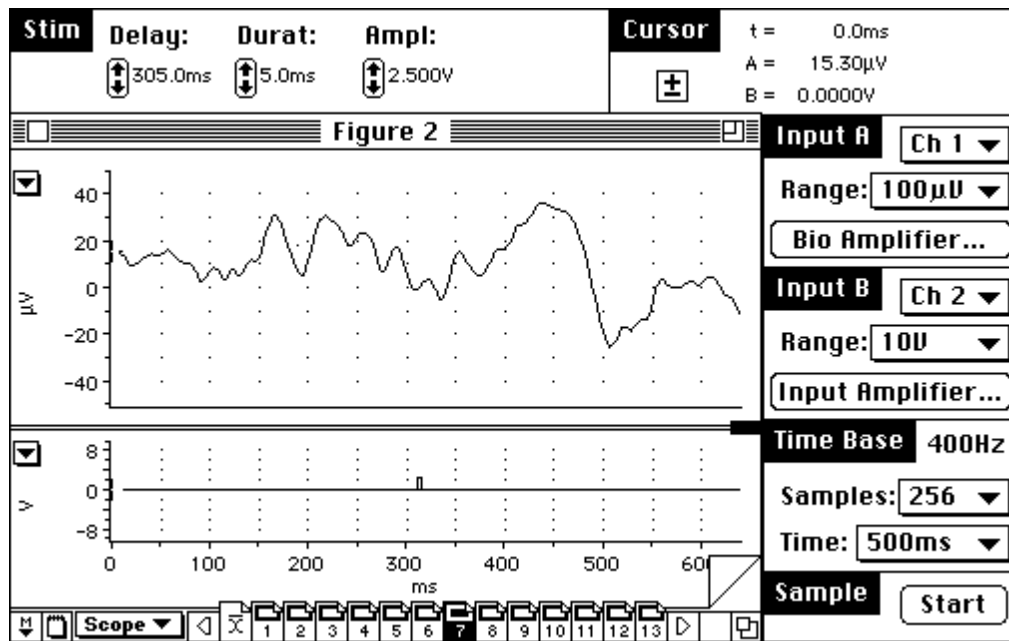 Stim Delay: Durat: Ampl:
305.0ms 5.0ms 2.500V
Cursor
t = 0.0ms
A = 15.30µV
B = 0.0000V
Figure 2
40
20
0
-20
-40
µV
8
0
-8
V
0 100 200 300 400 500
ms
Input A Ch 1
Range: 100µV
Bio Amplifier...
Input B Ch 2
Range: 10V
Input Amplifier...
Time Base 400Hz
Samples: 256
Time: 500ms
Sample Start
M Scope x 1 2 3 4 5 6 7 8 9 10 11 12 13